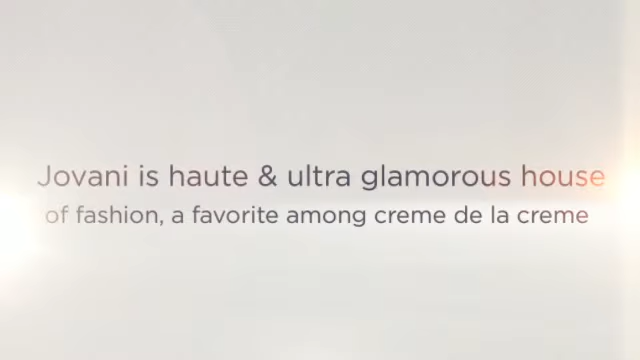 Jovani is haute & ultra glamorous house
of fashion, a favorite among creme de la creme